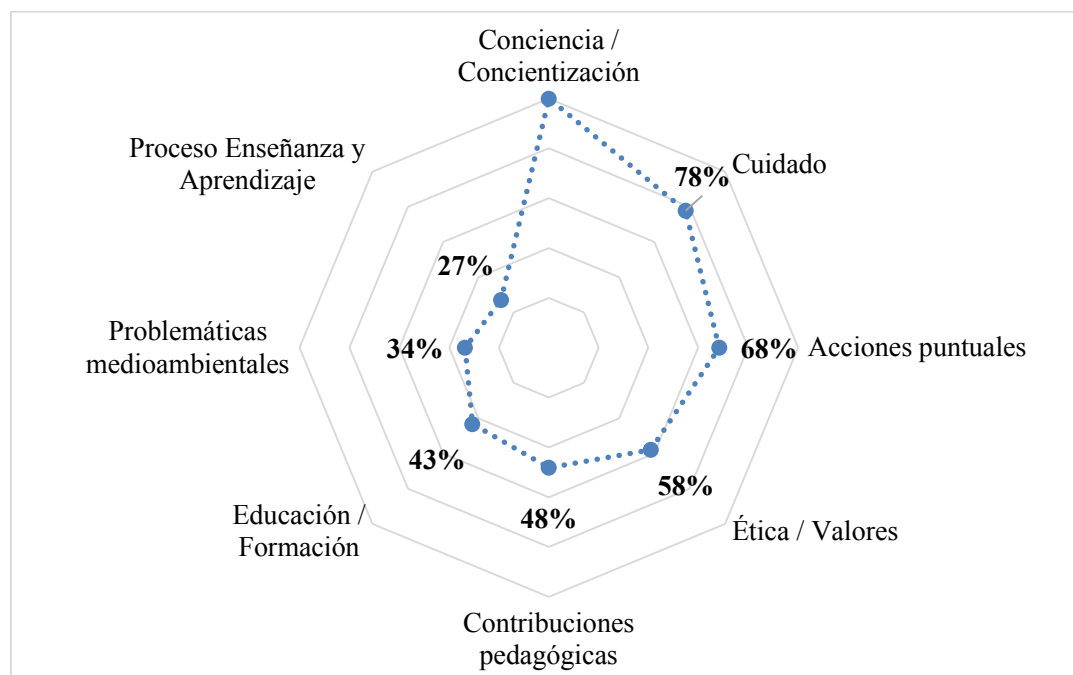 Conciencia /
Concientización
Cuidado
78%
Acciones puntuales
68%
Ética / Valores
58%
Contribuciones
pedagógicas
48%
Educación /
Formación
43%
Problemáticas
medioambientales
34%
Proceso Enseñanza y
Aprendizaje
27%